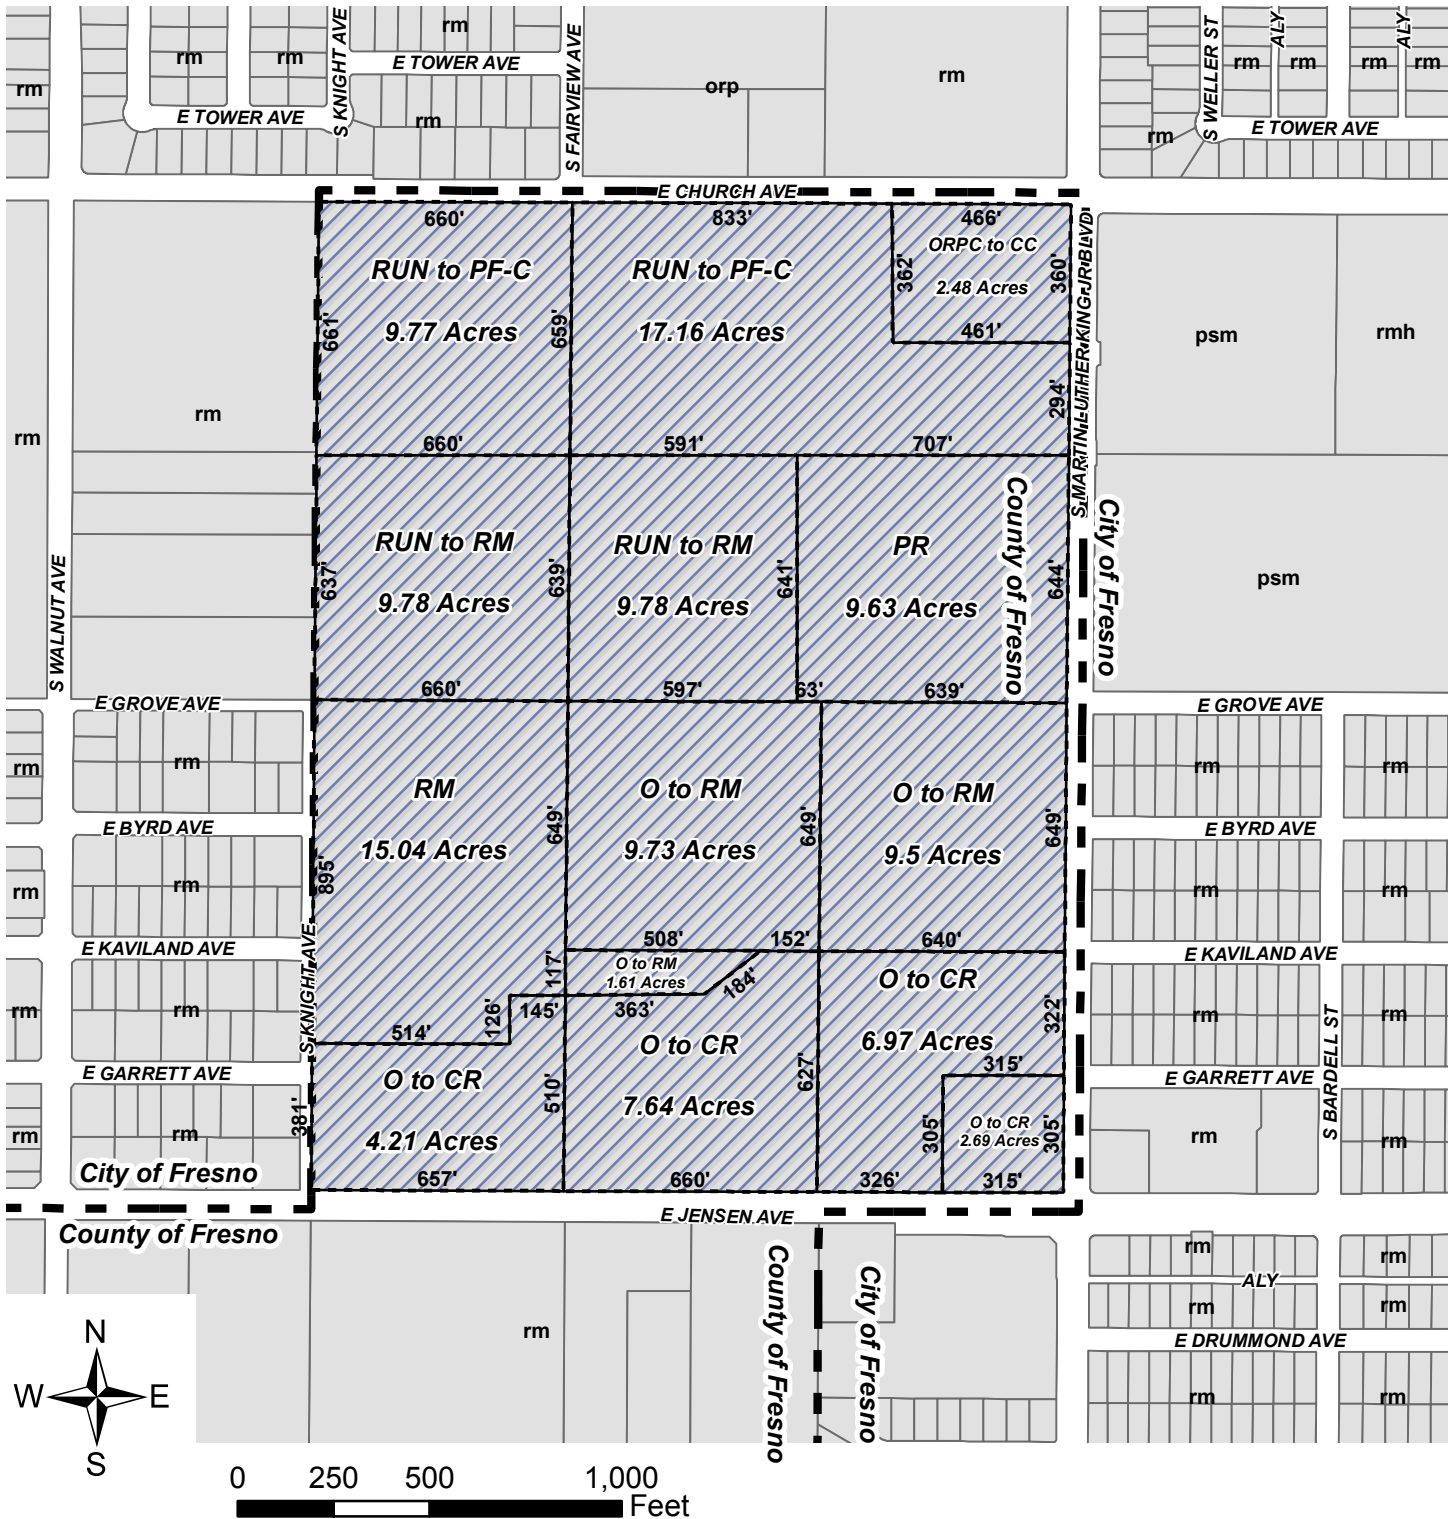 rm
rm
rm
S KNIGHT AVE
rm
E TOWER AVE
S FAIRVIEW AVE
orp
rm
S WELLER ST
rm
ALY
rm
rm
ALY
rm
E TOWER AVE
rm
rm
E TOWER AVE
E CHURCH AVE
660'
833'
466'
RUN to PF-C
9.77 Acres
661'
659'
RUN to PF-C
17.16 Acres
ORPC to CC
2.48 Acres
362'
360'
461'
294'
S MARTIN LUTHER KING JR BLVD
psm
rmh
rm
rm
660'
591'
707'
RUN to RM
9.78 Acres
637'
639'
RUN to RM
9.78 Acres
641'
PR
9.63 Acres
County of Fresno
644'
City of Fresno
psm
S WALNUT AVE
660'
597'
63'
639'
E GROVE AVE
E GROVE AVE
rm
rm
RM
15.04 Acres
895'
649'
O to RM
9.73 Acres
649'
O to RM
9.5 Acres
649'
rm
rm
E BYRD AVE
E BYRD AVE
rm
rm
rm
rm
E KAVILAND AVE
E KAVILAND AVE
508'
152'
640'
O to RM
1.61 Acres
117'
184'
363'
145'
126'
514'
S KNIGHT AVE
rm
rm
O to CR
6.97 Acres
322'
rm
rm
E GARRETT AVE
E GARRETT AVE
O to CR
4.21 Acres
381'
510'
O to CR
7.64 Acres
627'
315'
O to CR
2.69 Acres
305'
305'
657'
660'
326'
315'
rm
rm
rm
S BARDELL ST
rm
City of Fresno
County of Fresno
E JENSEN AVE
rm
County of Fresno
City of Fresno
rm
rm
ALY
rm
rm
E DRUMMOND AVE
rm
rm
N
W
E
S
0 250 500 1,000
Feet